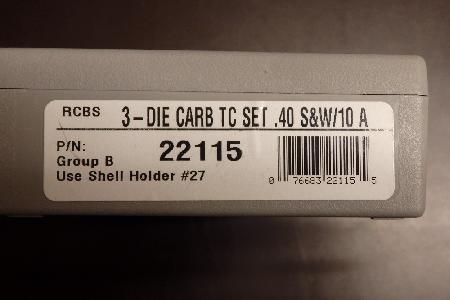 RCBS 3-DIE CARB TC SET .40 S&W/10 A
P/N: 22115
Group B
Use Shell Holder #27
0 76683 22115 5